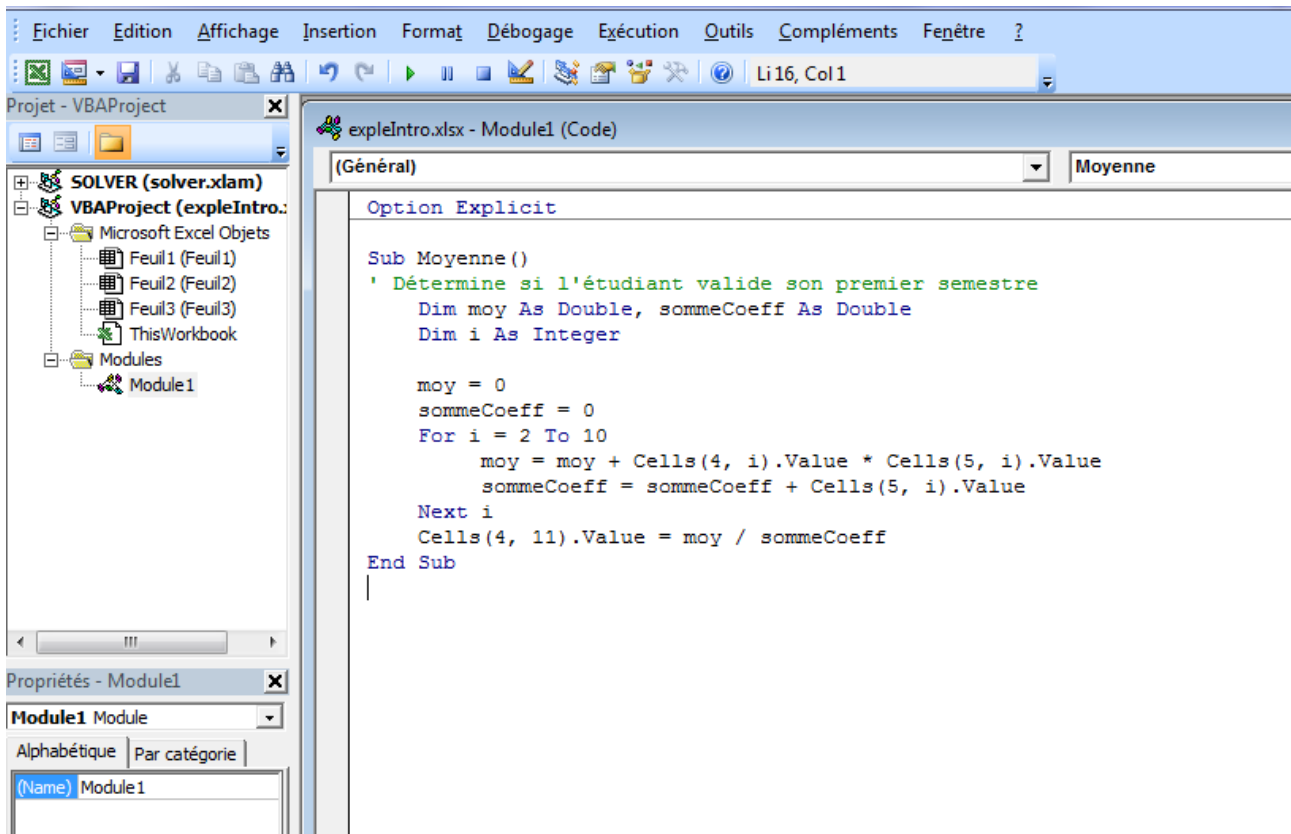 Fichier Edition Affichage Insertion Format Débogage Exécution Outils Compléments Fenêtre ?
Li 16, Col 1
Projet - VBAProject
SOLVER (solver.xlam)
VBAProject (expleIntro.:
Microsoft Excel Objets
Feuil1 (Feuil1)
Feuil2 (Feuil2)
Feuil3 (Feuil3)
ThisWorkbook
Modules
Module1
Propriétés - Module1
Module1 Module
Alphabétique Par catégorie
(Name) Module1
expleIntro.xlsx - Module1 (Code)
(Général) Moyenne
Option Explicit
Sub Moyenne()
' Détermine si l'étudiant valide son premier semestre
Dim moy As Double, sommeCoeff As Double
Dim i As Integer
moy = 0
sommeCoeff = 0
For i = 2 To 10
moy = moy + Cells(4, i).Value * Cells(5, i).Value
sommeCoeff = sommeCoeff + Cells(5, i).Value
Next i
Cells(4, 11).Value = moy / sommeCoeff
End Sub